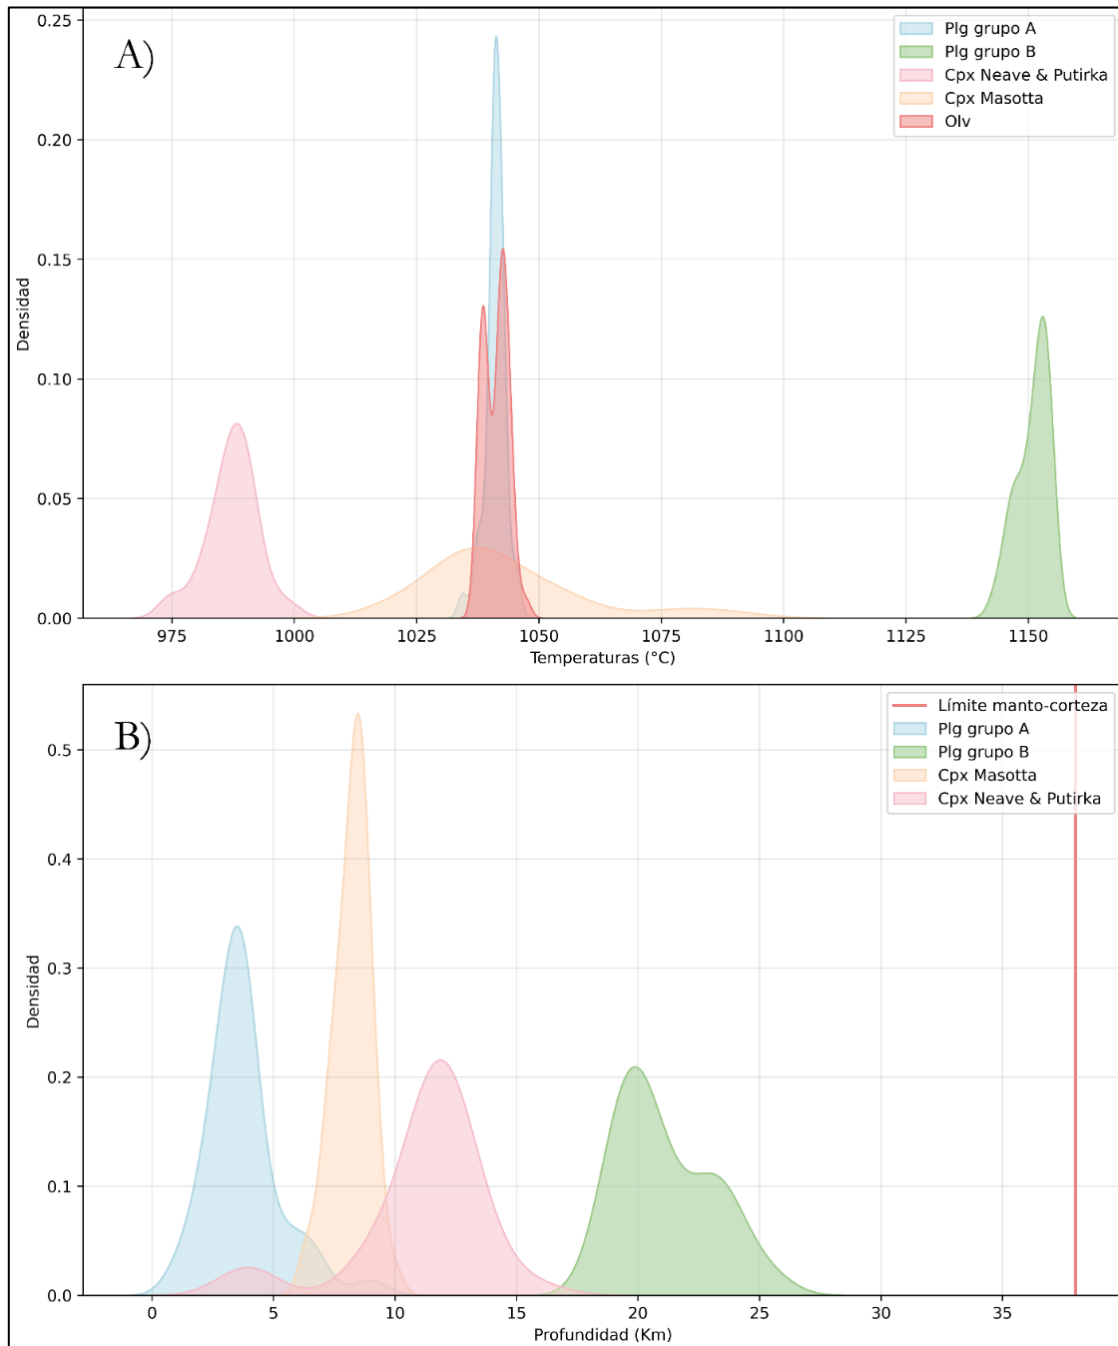 A)
Plg grupo A
Plg grupo B
Cpx Neave & Putirka
Cpx Masotta
Olv
0.25
0.20
0.15
0.10
0.05
0.00
Densidad
975 1000 1025 1050 1075 1100 1125 1150
Temperaturas (°C)
B)
Límite manto-corteza
Plg grupo A
Plg grupo B
Cpx Masotta
Cpx Neave & Putirka
0.5
0.4
0.3
0.2
0.1
0.0
Densidad
0 5 10 15 20 25 30 35
Profundidad (Km)